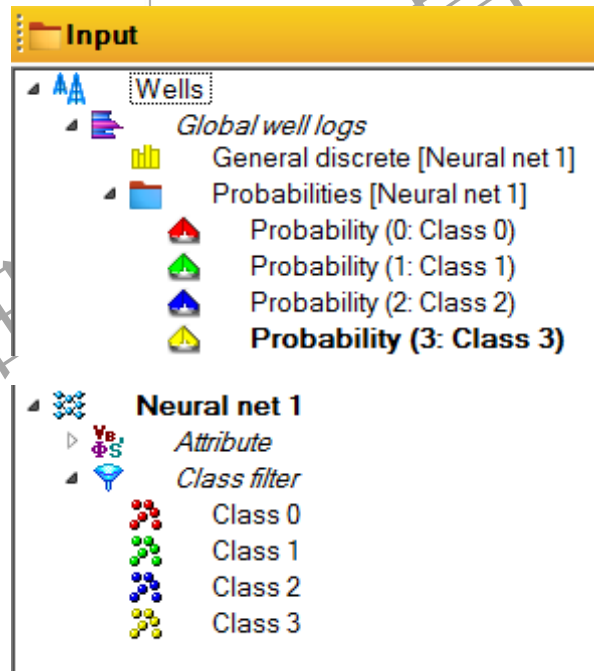 Input
Wells
Global well logs
General discrete [Neural net 1]
Probabilities [Neural net 1]
Probability (0: Class 0)
Probability (1: Class 1)
Probability (2: Class 2)
Probability (3: Class 3)
Neural net 1
Attribute
Class filter
Class 0
Class 1
Class 2
Class 3